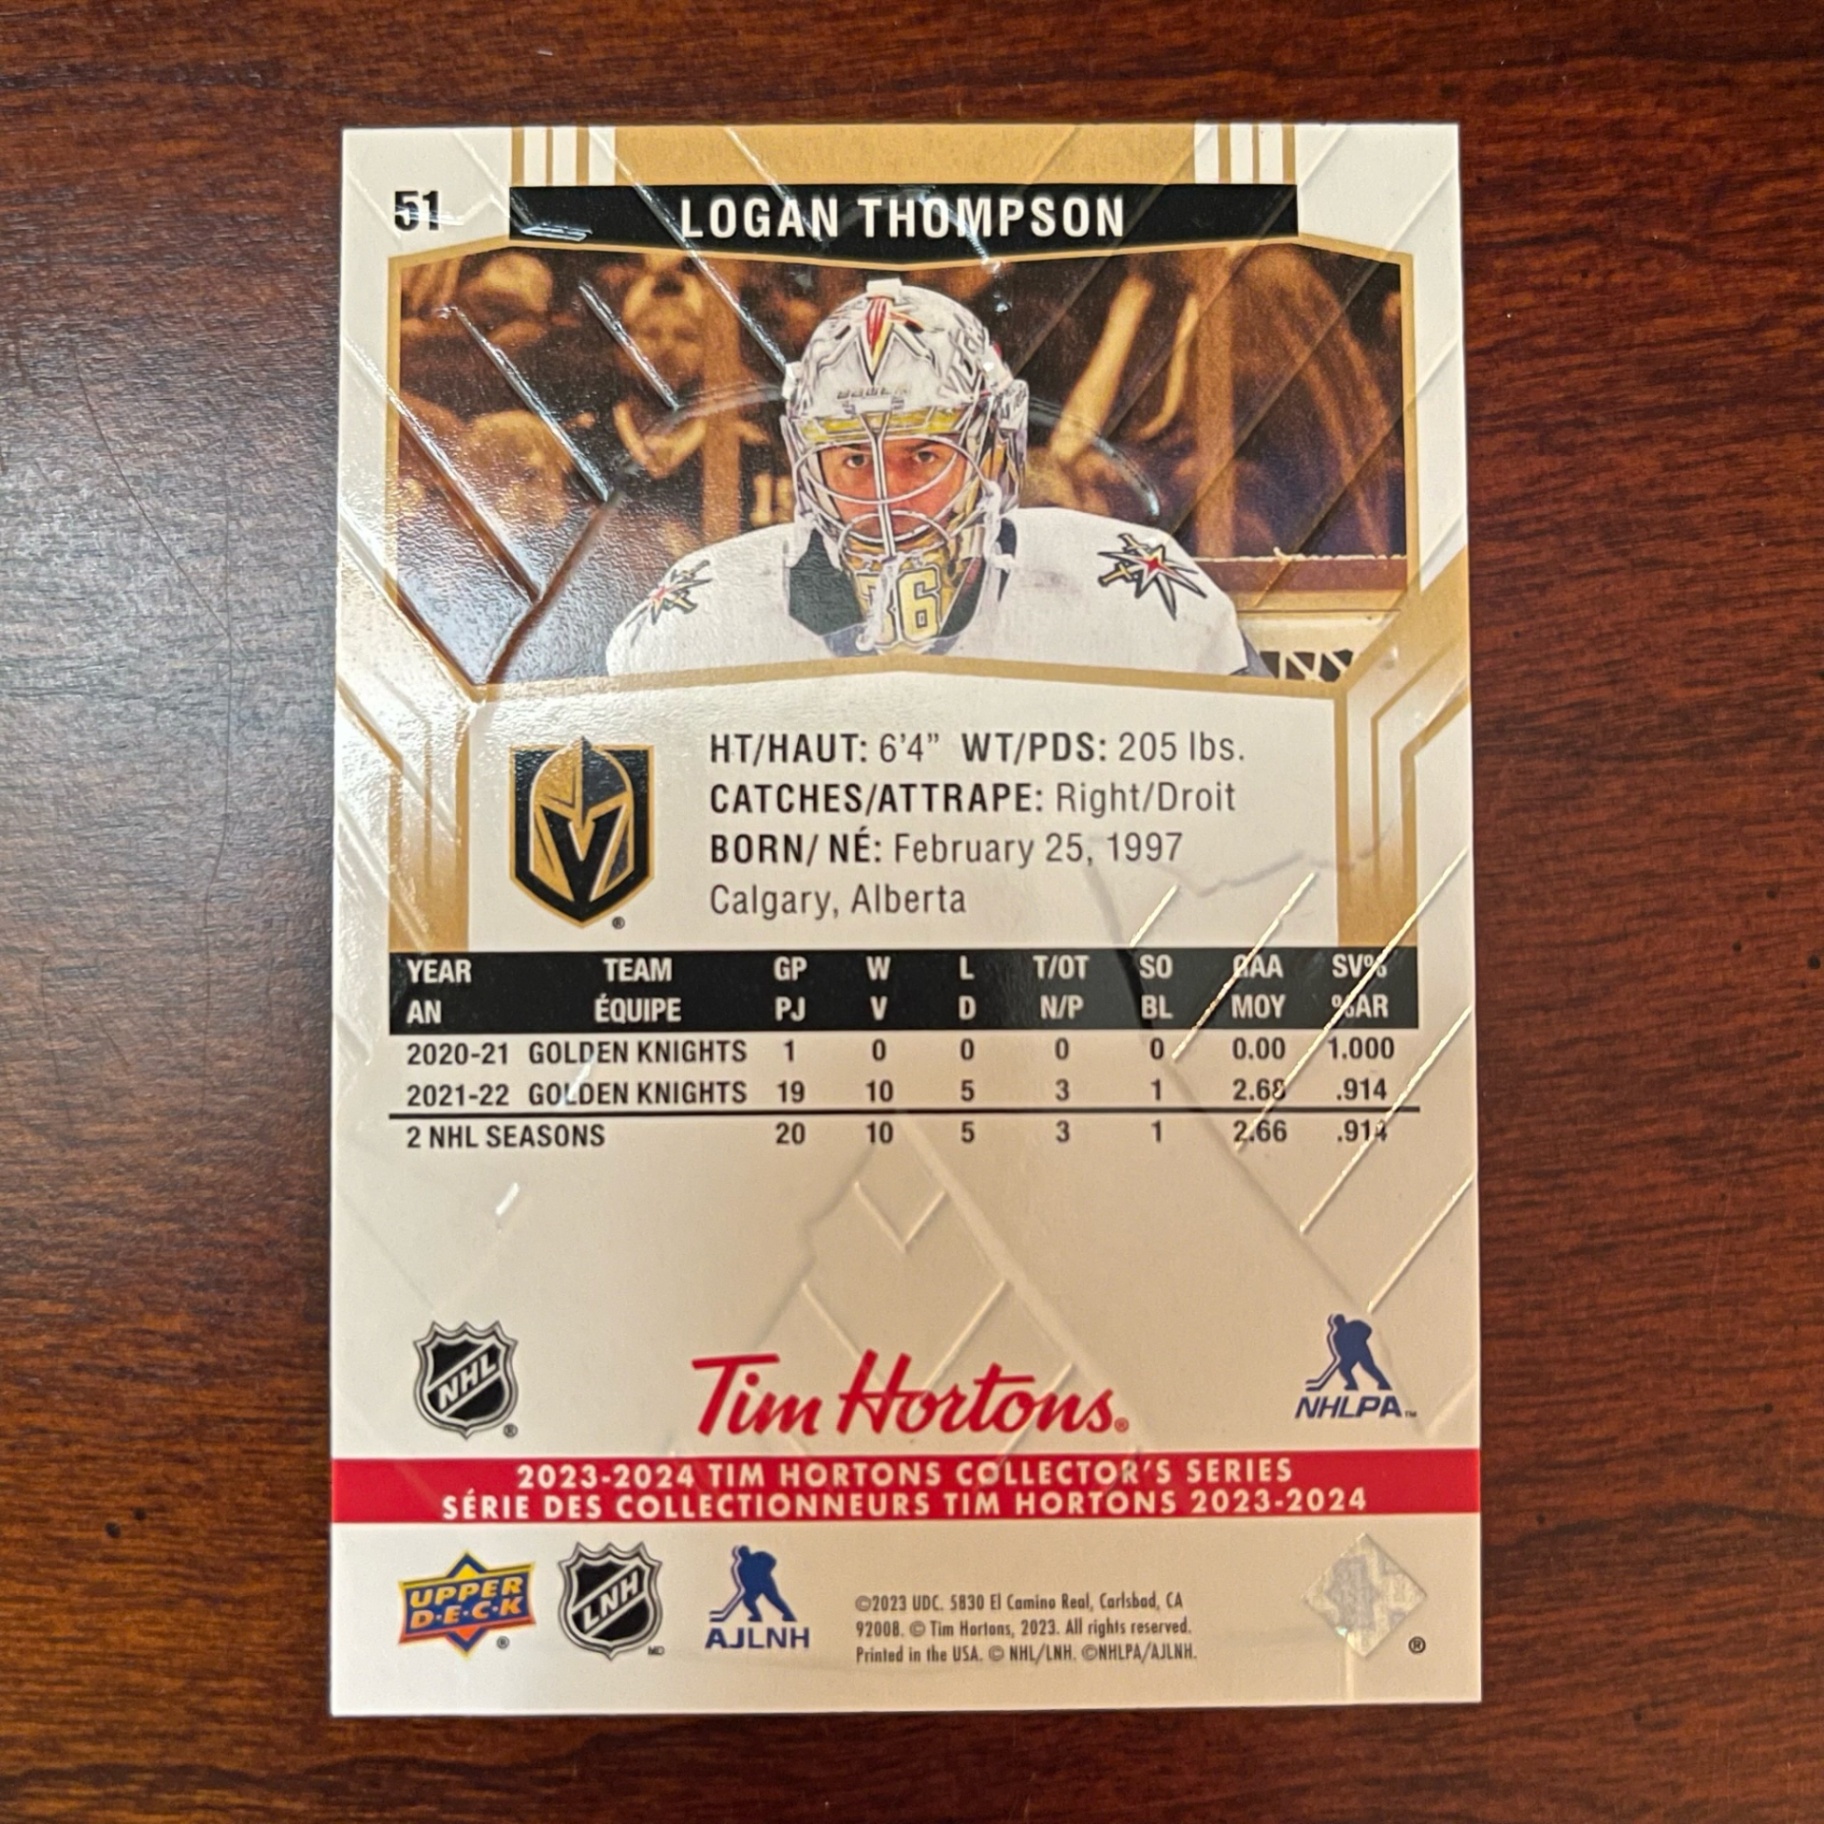 51
LOGAN THOMPSON
BAUER
36
HT/HAUT: 6'4" WT/PDS: 205 lbs.
CATCHES/ATTRAPE: Right/Droit
BORN/ NÉ: February 25, 1997
Calgary, Alberta
®
YEAR TEAM GP W L T/OT SO GAA SV%
AN ÉQUIPE PJ V D N/P BL MOY %AR
2020-21 GOLDEN KNIGHTS 1 0 0 0 0 0.00 1.000
2021-22 GOLDEN KNIGHTS 19 10 5 3 1 2.68 .914
2 NHL SEASONS 20 10 5 3 1 2.66 .914
NHL ®
Tim Hortons®
NHLPA™
2023-2024 TIM HORTONS COLLECTOR'S SERIES
SÉRIE DES COLLECTIONNEURS TIM HORTONS 2023-2024
UPPER
D·E·C·K ®
LNH MD
AJLNH
©2023 UDC. 5830 El Camino Real, Carlsbad, CA
92008. © Tim Hortons, 2023. All rights reserved.
Printed in the USA. © NHL/LNH. ©NHLPA/AJLNH.
®